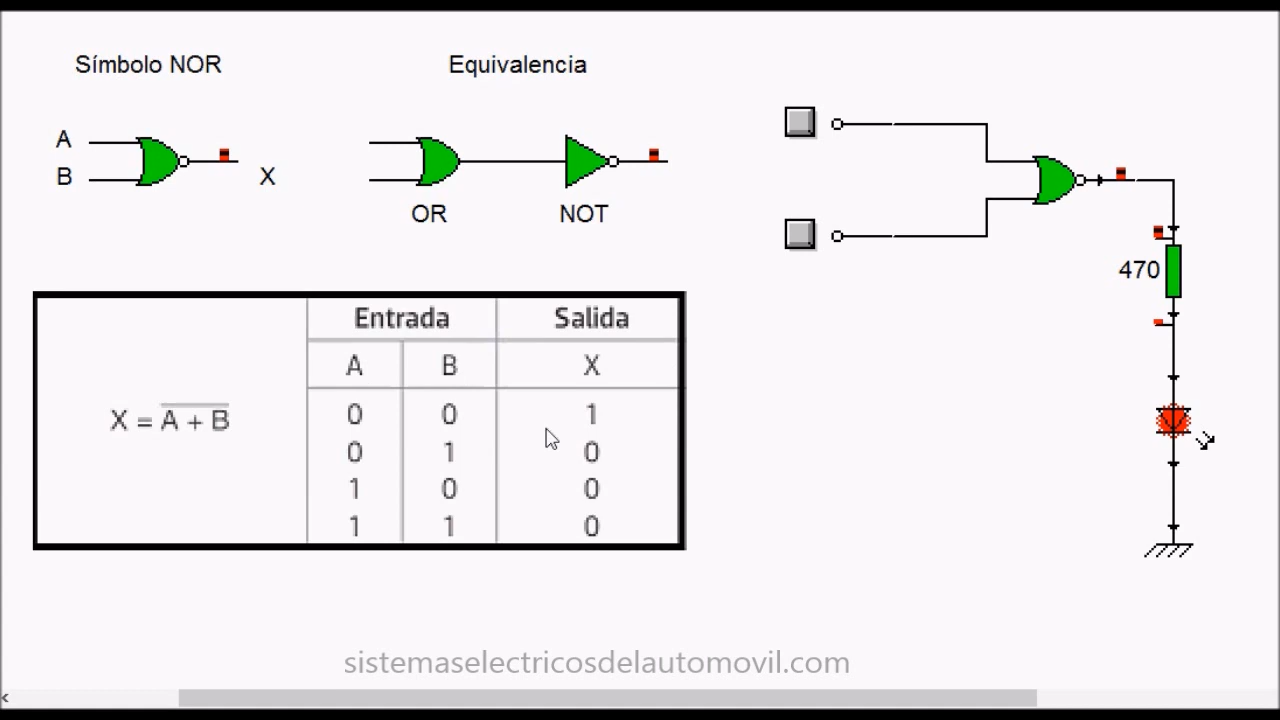 Símbolo NOR
Equivalencia
A
B
X
OR
NOT
470
Entrada Salida
A B X
X = A̅ ̅+̅ ̅B̅
0 0 1
0 1 0
1 0 0
1 1 0
sistemaselectricosdelautomovil.com